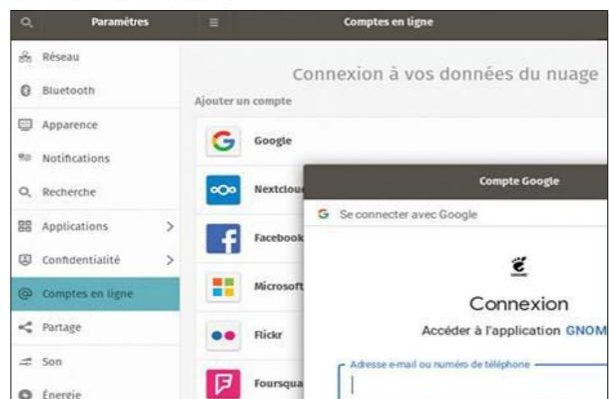 Paramètres
Comptes en ligne
Réseau
Bluetooth
Apparence
Notifications
Recherche
Applications
Confidentialité
Comptes en ligne
Partage
Son
Énergie
Connexion à vos données du nuage
Ajouter un compte
Google
Nextclou
Facebook
Microsoft
Flickr
Foursqua
Compte Google
Se connecter avec Google
GNOME
Connexion
Accéder à l'application GNOM
Adresse e-mail ou numéro de téléphone